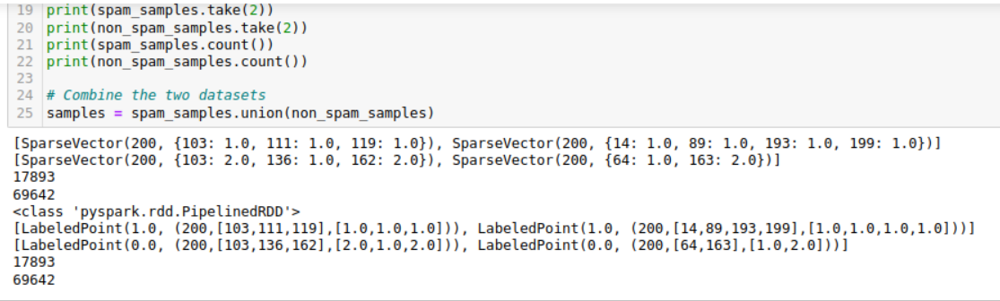 19 print(spam_samples.take(2))
20 print(non_spam_samples.take(2))
21 print(spam_samples.count())
22 print(non_spam_samples.count())
23
24 # Combine the two datasets
25 samples = spam_samples.union(non_spam_samples)
[SparseVector(200, {103: 1.0, 111: 1.0, 119: 1.0}), SparseVector(200, {14: 1.0, 89: 1.0, 193: 1.0, 199: 1.0})]
[SparseVector(200, {103: 2.0, 136: 1.0, 162: 2.0}), SparseVector(200, {64: 1.0, 163: 2.0})]
17893
69642
<class 'pyspark.rdd.PipelinedRDD'>
[LabeledPoint(1.0, (200,[103,111,119],[1.0,1.0,1.0])), LabeledPoint(1.0, (200,[14,89,193,199],[1.0,1.0,1.0,1.0]))]
[LabeledPoint(0.0, (200,[103,136,162],[2.0,1.0,2.0])), LabeledPoint(0.0, (200,[64,163],[1.0,2.0]))]
17893
69642